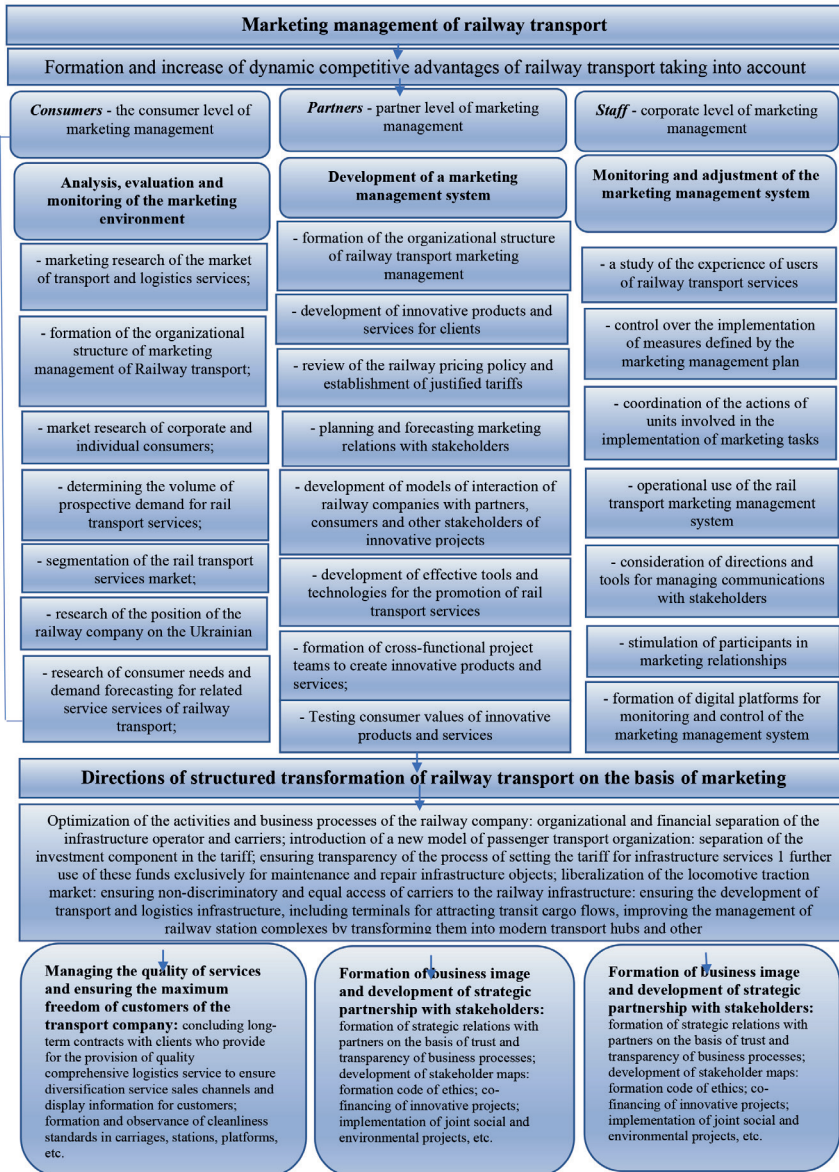 Marketing management of railway transport
Formation and increase of dynamic competitive advantages of railway transport taking into account
Consumers - the consumer level of
marketing management
Analysis, evaluation and
monitoring of the marketing
environment
- marketing research of the market
of transport and logistics services;
- formation of the organizational
structure of marketing
management of Railway transport;
- market research of corporate and
individual consumers;
- determining the volume of
prospective demand for rail
transport services;
- segmentation of the rail transport
services market;
- research of the position of the
railway company on the Ukrainian
- research of consumer needs and
demand forecasting for related
service services of railway
transport;
Partners - partner level of marketing
management
Development of a marketing
management system
- formation of the organizational structure
of railway transport marketing
management
- development of innovative products and
services for clients
- review of the railway pricing policy and
establishment of justified tariffs
- planning and forecasting marketing
relations with stakeholders
- development of models of interaction of
railway companies with partners,
consumers and other stakeholders of
innovative projects
- development of effective tools and
technologies for the promotion of rail
transport services
- formation of cross-functional project
teams to create innovative products and
services;
- Testing consumer values of innovative
products and services
Staff - corporate level of marketing
management
Monitoring and adjustment of the
marketing management system
- a study of the experience of users
of railway transport services
- control over the implementation
of measures defined by the
marketing management plan
- coordination of the actions of
units involved in the
implementation of marketing tasks
- operational use of the rail
transport marketing management
system
- consideration of directions and
tools for managing communications
with stakeholders
- stimulation of participants in
marketing relationships
- formation of digital platforms for
monitoring and control of the
marketing management system
Directions of structured transformation of railway transport on the basis of marketing
Optimization of the activities and business processes of the railway company: organizational and financial separation of the
infrastructure operator and carriers; introduction of a new model of passenger transport organization: separation of the
investment component in the tariff; ensuring transparency of the process of setting the tariff for infrastructure services 1 further
use of these funds exclusively for maintenance and repair infrastructure objects; liberalization of the locomotive traction
market: ensuring non-discriminatory and equal access of carriers to the railway infrastructure: ensuring the development of
transport and logistics infrastructure, including terminals for attracting transit cargo flows, improving the management of
railway station complexes by transforming them into modern transport hubs and other
Managing the quality of services
and ensuring the maximum
freedom of customers of the
transport company: concluding long-
term contracts with clients who provide
for the provision of quality
comprehensive logistics service to ensure
diversification service sales channels and
display information for customers;
formation and observance of cleanliness
standards in carriages, stations, platforms,
etc.
Formation of business image
and development of strategic
partnership with stakeholders:
formation of strategic relations with
partners on the basis of trust and
transparency of business processes;
development of stakeholder maps:
formation code of ethics; co-
financing of innovative projects;
implementation of joint social and
environmental projects, etc.
Formation of business image
and development of strategic
partnership with stakeholders:
formation of strategic relations with
partners on the basis of trust and
transparency of business processes;
development of stakeholder maps:
formation code of ethics; co-
financing of innovative projects;
implementation of joint social and
environmental projects, etc.